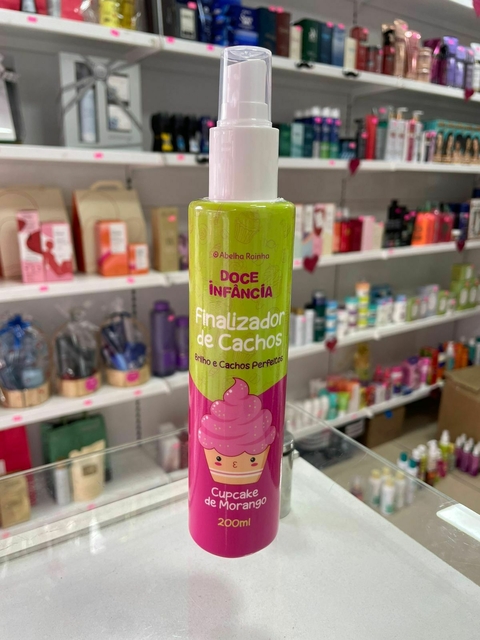 @Abelha Rainha
DOCE
INFÂNCIA
Finalizador
de Cachos
Brilho e Cachos Perfeitos
Cupcake
de Morango
200ml